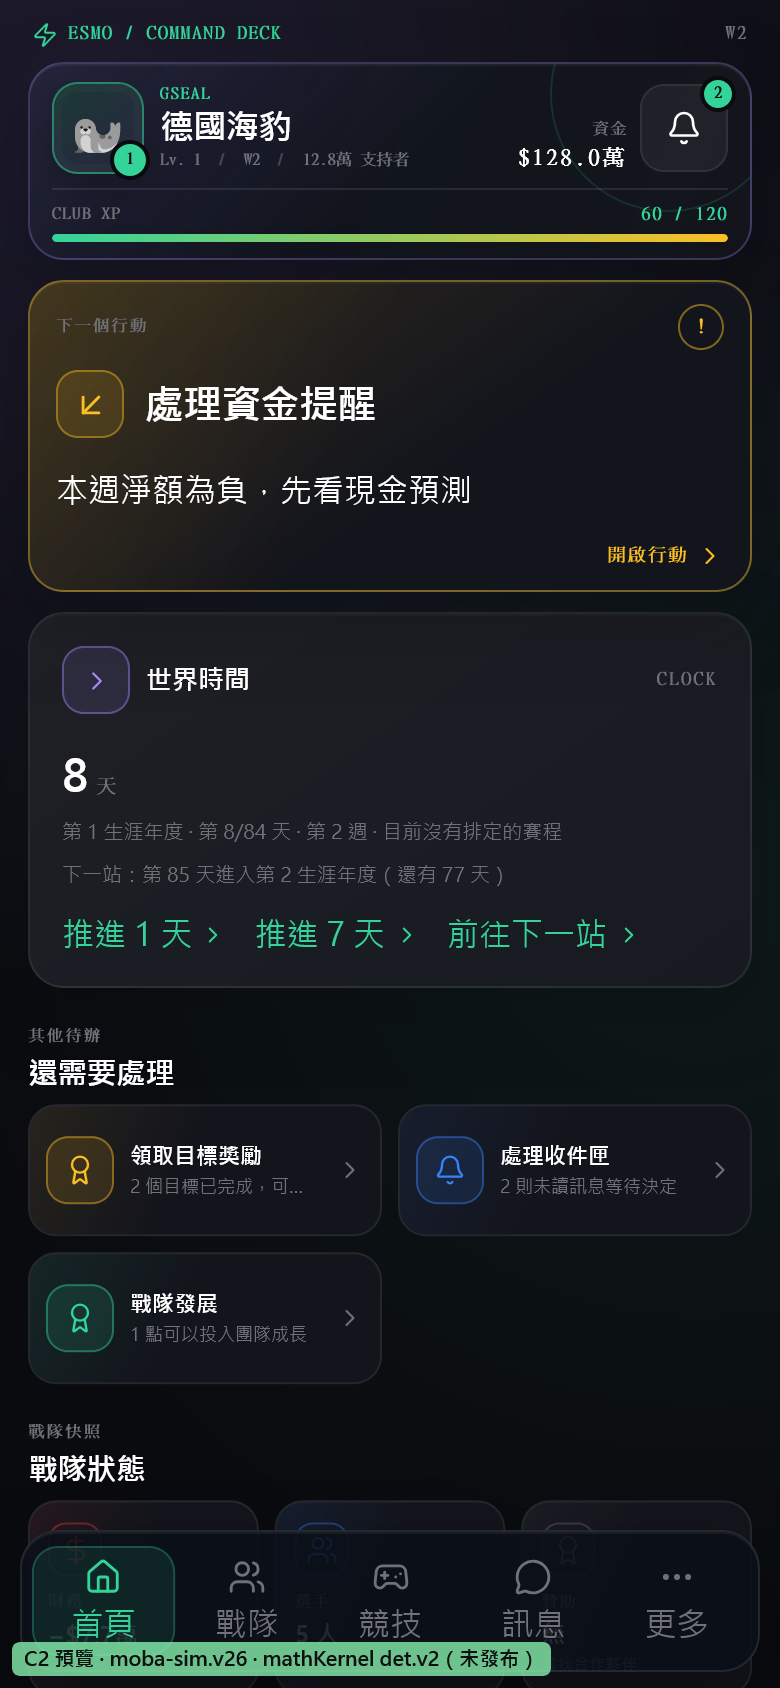 ESMO / COMMAND DECK
W2
GSEAL
德國海豹
Lv. 1 / W2 / 12.8萬 支持者
資金
$128.0萬
2
1
CLUB XP
60 / 120
下一個行動
!
處理資金提醒
本週淨額為負，先看現金預測
開啟行動
世界時間
CLOCK
8 天
第 1 生涯年度 · 第 8/84 天 · 第 2 週 · 目前沒有排定的賽程
下一站：第 85 天進入第 2 生涯年度（還有 77 天）
推進 1 天
推進 7 天
前往下一站
其他待辦
還需要處理
領取目標獎勵
2 個目標已完成，可...
處理收件匣
2 則未讀訊息等待決定
戰隊發展
1 點可以投入團隊成長
戰隊快照
戰隊狀態
財務
選手
贊助
5 人
首頁
戰隊
競技
訊息
更多
C2 預覽 · moba-sim.v26 · mathKernel det.v2（未發布）